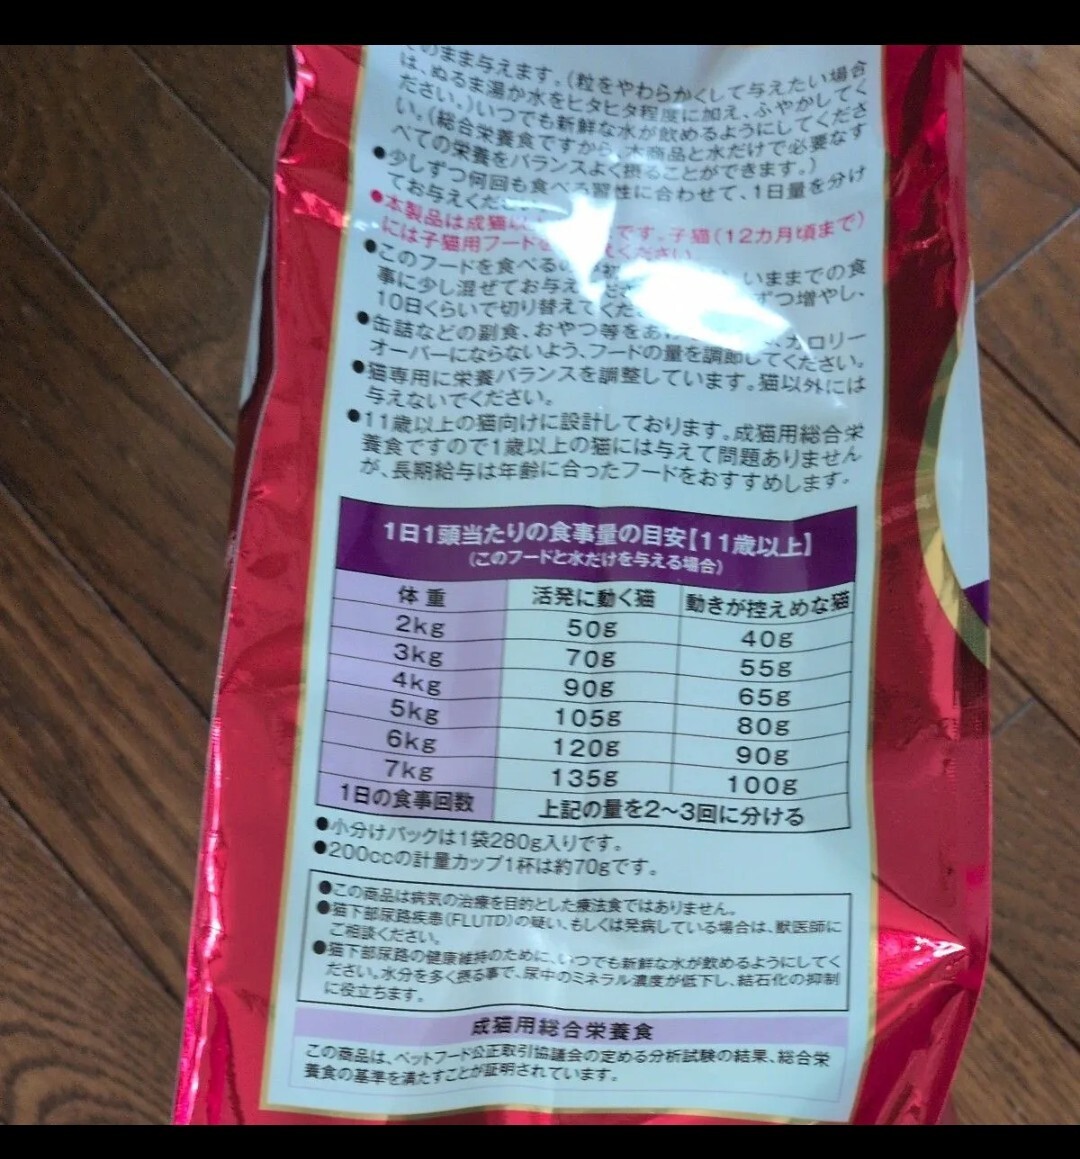 のまま与えます。(粒をやわらかくして与えたい場合
は、ぬるま湯か水をヒタヒタ程度に加え、ふやかしてく
ださい。)いつでも新鮮な水が飲めるようにしてくださ
い。(総合栄養食ですから、本商品と水だけで必要なす
べての栄養をバランスよく摂ることができます。)
●少しずつ何回も食べる習性に合わせて、1日量を分け
てお与えください。
●本製品は成猫以 です。子猫(12カ月頃まで)
には子猫用フードを ください。
●このフードを食べるの 初 いままでの食
事に少し混ぜてお与え ずつ増やし、
10日くらいで切り替えてくだ
●缶詰などの副食、おやつ等をあ カロリー
オーバーにならないよう、フードの量を調節してください。
●猫専用に栄養バランスを調整しています。猫以外には
与えないでください。
●11歳以上の猫向けに設計しております。成猫用総合栄
養食ですので1歳以上の猫には与えて問題ありません
が、長期給与は年齢に合ったフードをおすすめします。
1日1頭当たりの食事量の目安【11歳以上】
(このフードと水だけを与える場合)
体重 活発に動く猫 動きが控えめな猫
2kg 50g 40g
3kg 70g 55g
4kg 90g 65g
5kg 105g 80g
6kg 120g 90g
7kg 135g 100g
1日の食事回数 上記の量を2〜3回に分ける
●小分けパックは1袋280g入りです。
●200ccの計量カップ1杯は約70gです。
●この商品は病気の治療を目的とした療法食ではありません。
●猫下部尿路疾患(FLUTD)の疑い、もしくは発病している場合は、獣医師に
ご相談ください。
●猫下部尿路の健康維持のために、いつでも新鮮な水が飲めるようにしてく
ださい。水分を多く摂る事で、尿中のミネラル濃度が低下し、結石化の抑制
に役立ちます。
成猫用総合栄養食
この商品は、ペットフード公正取引協議会の定める分析試験の結果、総合栄
養食の基準を満たすことが証明されています。